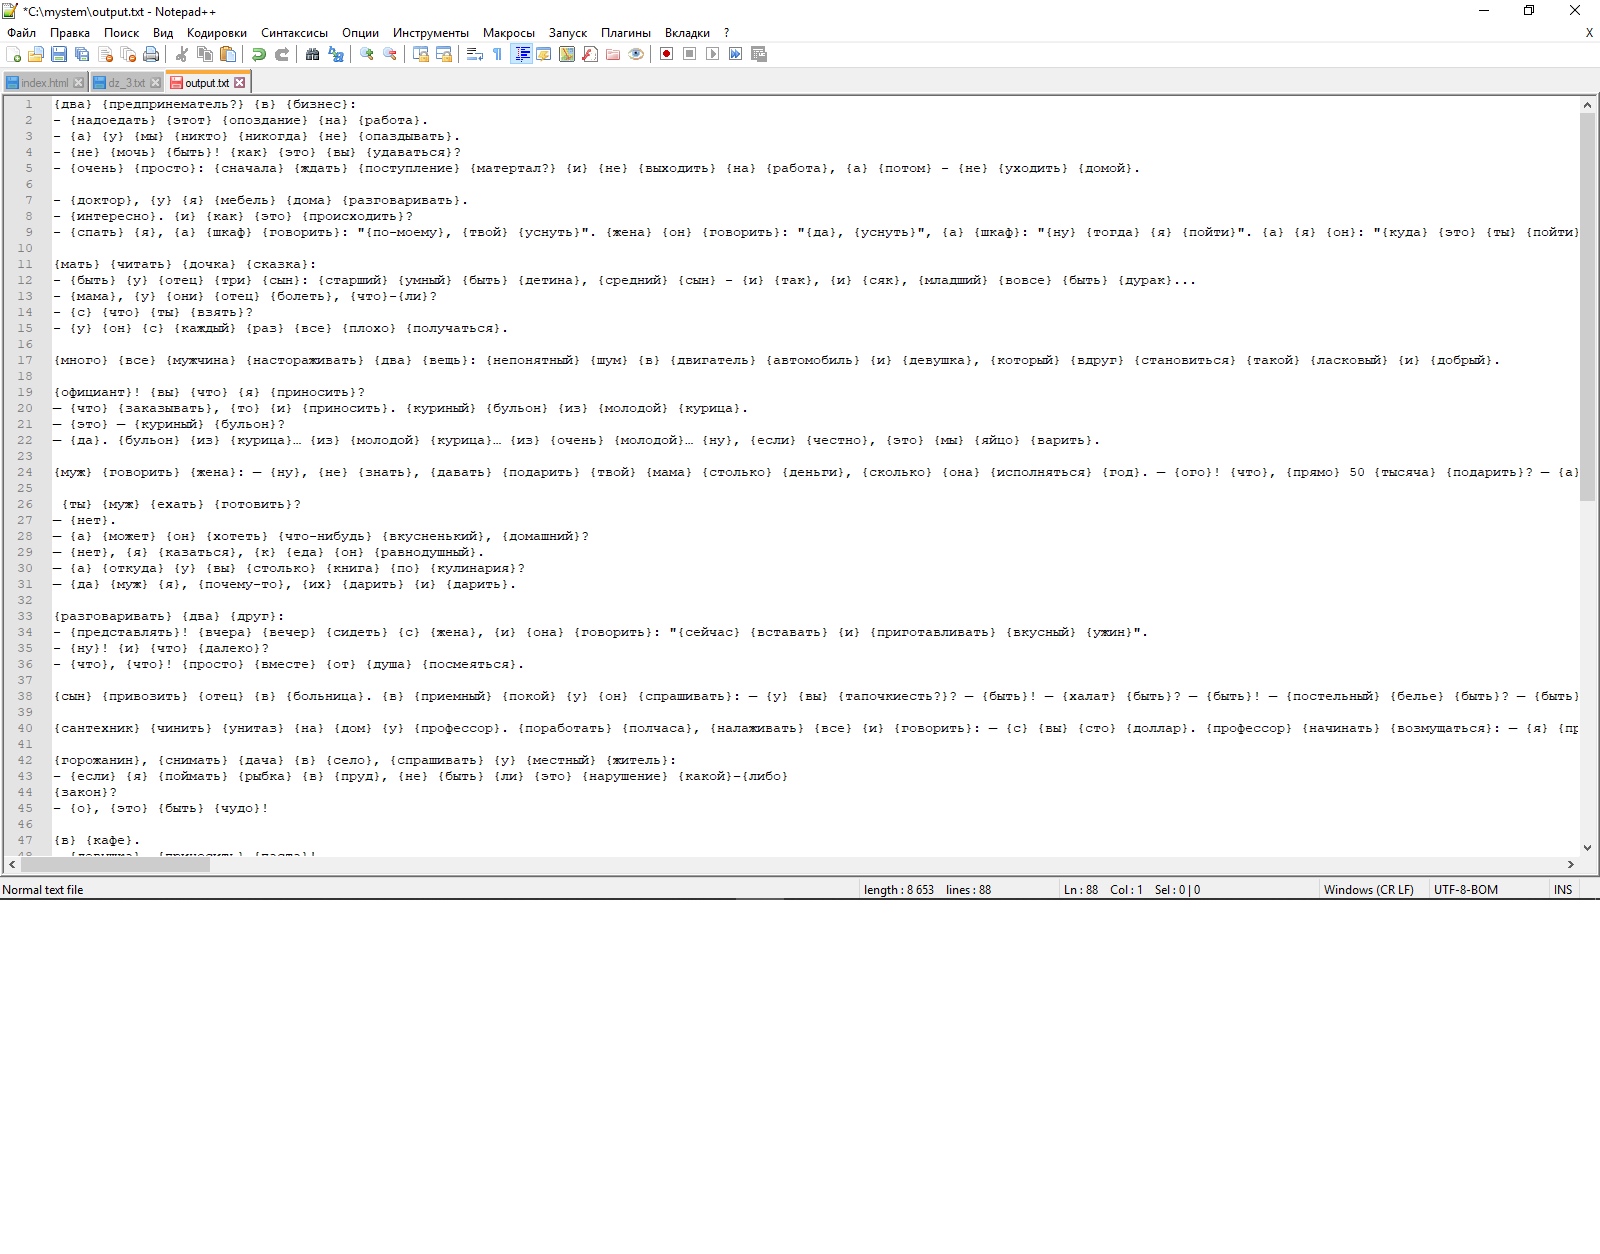 *C:\mystem\output.txt - Notepad++
Файл Правка Поиск Вид Кодировки Синтаксисы Опции Инструменты Макросы Запуск Плагины Вкладки ? X
index.html dz_3.txt output.txt
1 {два} {предпринематель?} {в} {бизнес}:
2 - {надоедать} {этот} {опоздание} {на} {работа}.
3 - {а} {у} {мы} {никто} {никогда} {не} {опаздывать}.
4 - {не} {мочь} {быть}! {как} {это} {вы} {удаваться}?
5 - {очень} {просто}: {сначала} {ждать} {поступление} {матертал?} {и} {не} {выходить} {на} {работа}, {а} {потом} - {не} {уходить} {домой}.
6
7 - {доктор}, {у} {я} {мебель} {дома} {разговаривать}.
8 - {интересно}. {и} {как} {это} {происходить}?
9 - {спать} {я}, {а} {шкаф} {говорить}: "{по-моему}, {твой} {уснуть}". {жена} {он} {говорить}: "{да}, {уснуть}", {а} {шкаф}: "{ну} {тогда} {я} {пойти}". {а} {я} {он}: "{куда} {это} {ты} {пойти}
10
11 {мать} {читать} {дочка} {сказка}:
12 - {быть} {у} {отец} {три} {сын}: {старший} {умный} {быть} {детина}, {средний} {сын} - {и} {так}, {и} {сяк}, {младший} {вовсе} {быть} {дурак}...
13 - {мама}, {у} {они} {отец} {болеть}, {что}-{ли}?
14 - {с} {что} {ты} {взять}?
15 - {у} {он} {с} {каждый} {раз} {все} {плохо} {получаться}.
16
17 {много} {все} {мужчина} {настораживать} {два} {вещь}: {непонятный} {шум} {в} {двигатель} {автомобиль} {и} {девушка}, {который} {вдруг} {становиться} {такой} {ласковый} {и} {добрый}.
18
19 {официант}! {вы} {что} {я} {приносить}?
20 — {что} {заказывать}, {то} {и} {приносить}. {куриный} {бульон} {из} {молодой} {курица}.
21 — {это} — {куриный} {бульон}?
22 — {да}. {бульон} {из} {курица}… {из} {молодой} {курица}… {из} {очень} {молодой}… {ну}, {если} {честно}, {это} {мы} {яйцо} {варить}.
23
24 {муж} {говорить} {жена}: — {ну}, {не} {знать}, {давать} {подарить} {твой} {мама} {столько} {деньги}, {сколько} {она} {исполняться} {год}. — {ого}! {что}, {прямо} 50 {тысяча} {подарить}? — {а}
25
26 {ты} {муж} {ехать} {готовить}?
27 — {нет}.
28 — {а} {может} {он} {хотеть} {что-нибудь} {вкусненький}, {домашний}?
29 — {нет}, {я} {казаться}, {к} {еда} {он} {равнодушный}.
30 — {а} {откуда} {у} {вы} {столько} {книга} {по} {кулинария}?
31 — {да} {муж} {я}, {почему-то}, {их} {дарить} {и} {дарить}.
32
33 {разговаривать} {два} {друг}:
34 - {представлять}! {вчера} {вечер} {сидеть} {с} {жена}, {и} {она} {говорить}: "{сейчас} {вставать} {и} {приготавливать} {вкусный} {ужин}".
35 - {ну}! {и} {что} {далеко}?
36 - {что}, {что}! {просто} {вместе} {от} {душа} {посмеяться}.
37
38 {сын} {привозить} {отец} {в} {больница}. {в} {приемный} {покой} {у} {он} {спрашивать}: — {у} {вы} {тапочкиесть?}? — {быть}! — {халат} {быть}? — {быть}! — {постельный} {белье} {быть}? — {быть}
39
40 {сантехник} {чинить} {унитаз} {на} {дом} {у} {профессор}. {поработать} {полчаса}, {налаживать} {все} {и} {говорить}: — {с} {вы} {сто} {доллар}. {профессор} {начинать} {возмущаться}: — {я} {пр
41
42 {горожанин}, {снимать} {дача} {в} {село}, {спрашивать} {у} {местный} {житель}:
43 - {если} {я} {поймать} {рыбка} {в} {пруд}, {не} {быть} {ли} {это} {нарушение} {какой}-{либо}
44 {закон}?
45 - {о}, {это} {быть} {чудо}!
46
47 {в} {кафе}.
Normal text file length : 8 653 lines : 88 Ln : 88 Col : 1 Sel : 0 | 0 Windows (CR LF) UTF-8-BOM INS